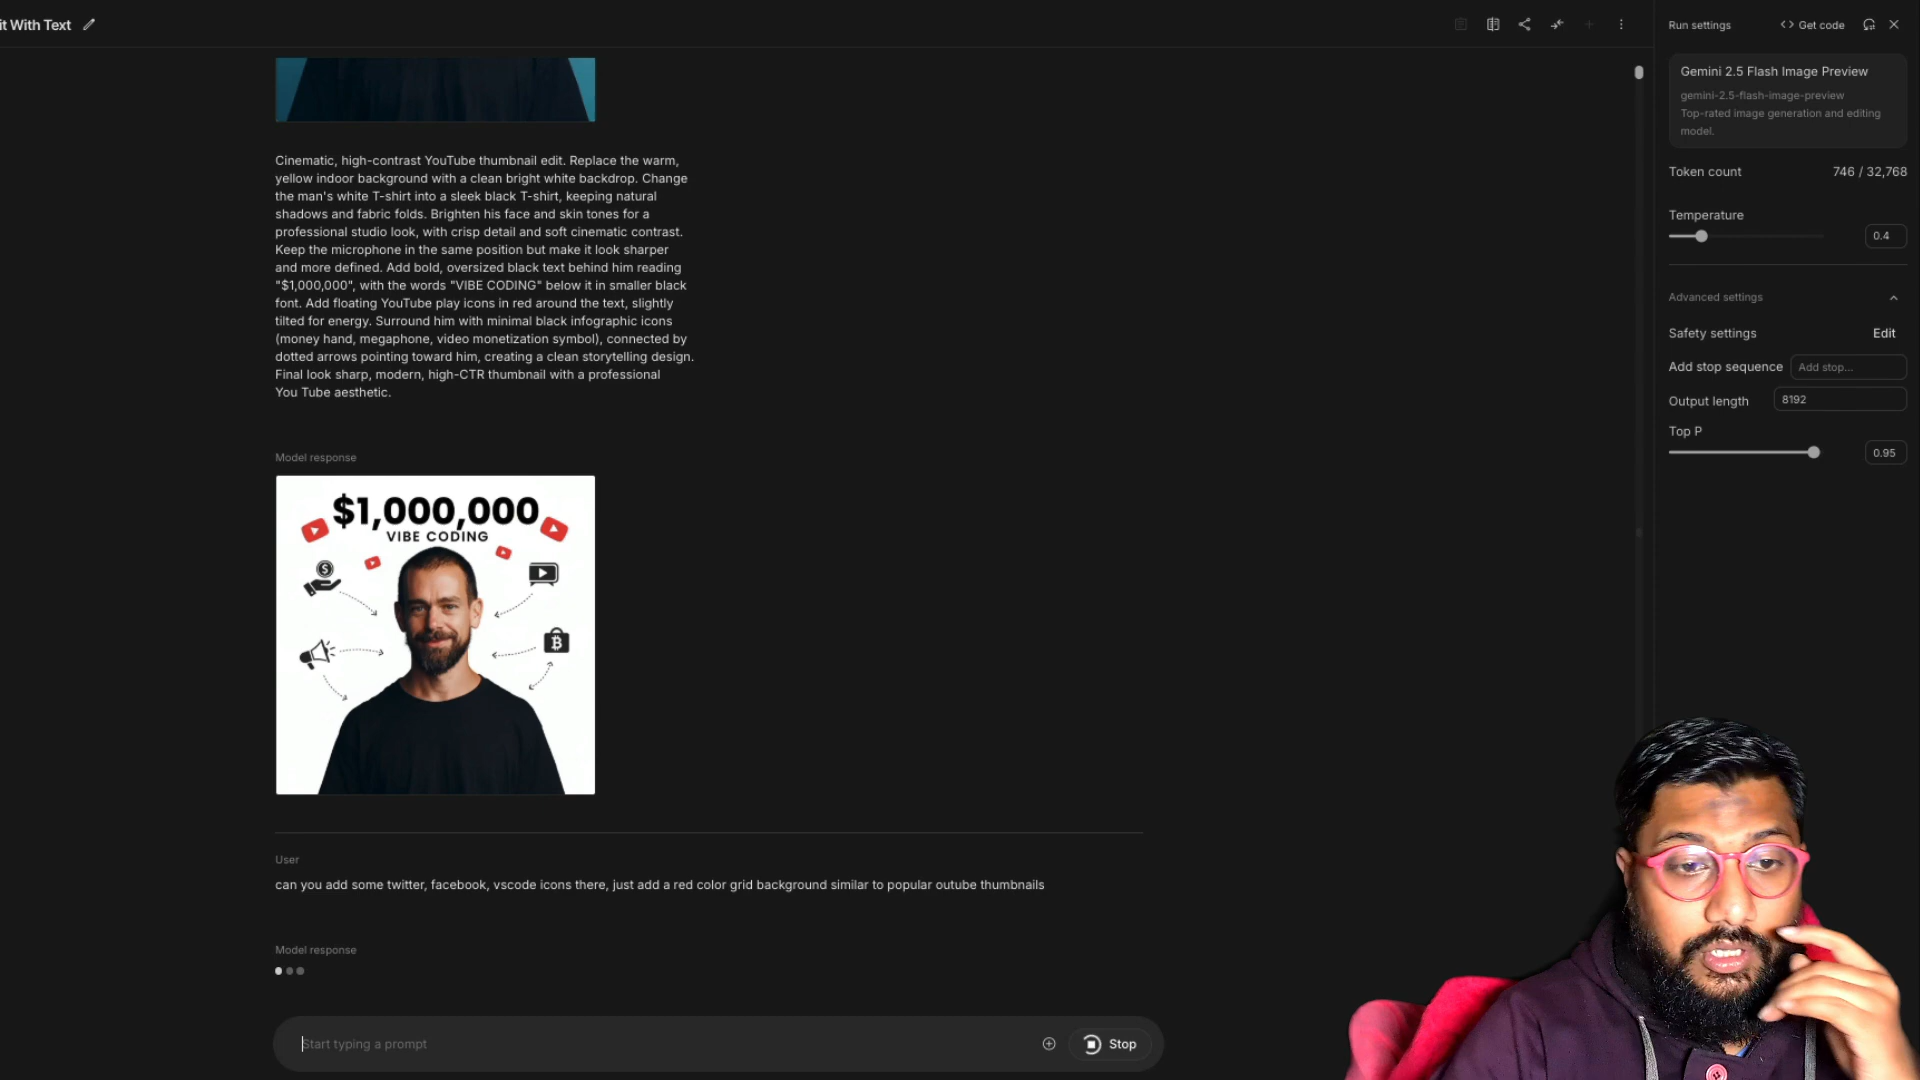 it With Text
Run settings
Get code
Gemini 2.5 Flash Image Preview
gemini-2.5-flash-image-preview
Top-rated image generation and editing
model.
Token count
746 / 32,768
Temperature
0.4
Advanced settings
Safety settings
Edit
Add stop sequence
Add stop...
Output length
8192
Top P
0.95
Cinematic, high-contrast YouTube thumbnail edit. Replace the warm,
yellow indoor background with a clean bright white backdrop. Change
the man's white T-shirt into a sleek black T-shirt, keeping natural
shadows and fabric folds. Brighten his face and skin tones for a
professional studio look, with crisp detail and soft cinematic contrast.
Keep the microphone in the same position but make it look sharper
and more defined. Add bold, oversized black text behind him reading
"$1,000,000", with the words "VIBE CODING" below it in smaller black
font. Add floating YouTube play icons in red around the text, slightly
tilted for energy. Surround him with minimal black infographic icons
(money hand, megaphone, video monetization symbol), connected by
dotted arrows pointing toward him, creating a clean storytelling design.
Final look sharp, modern, high-CTR thumbnail with a professional
You Tube aesthetic.
Model response
$1,000,000
VIBE CODING
User
can you add some twitter, facebook, vscode icons there, just add a red color grid background similar to popular outube thumbnails
Model response
Start typing a prompt
Stop